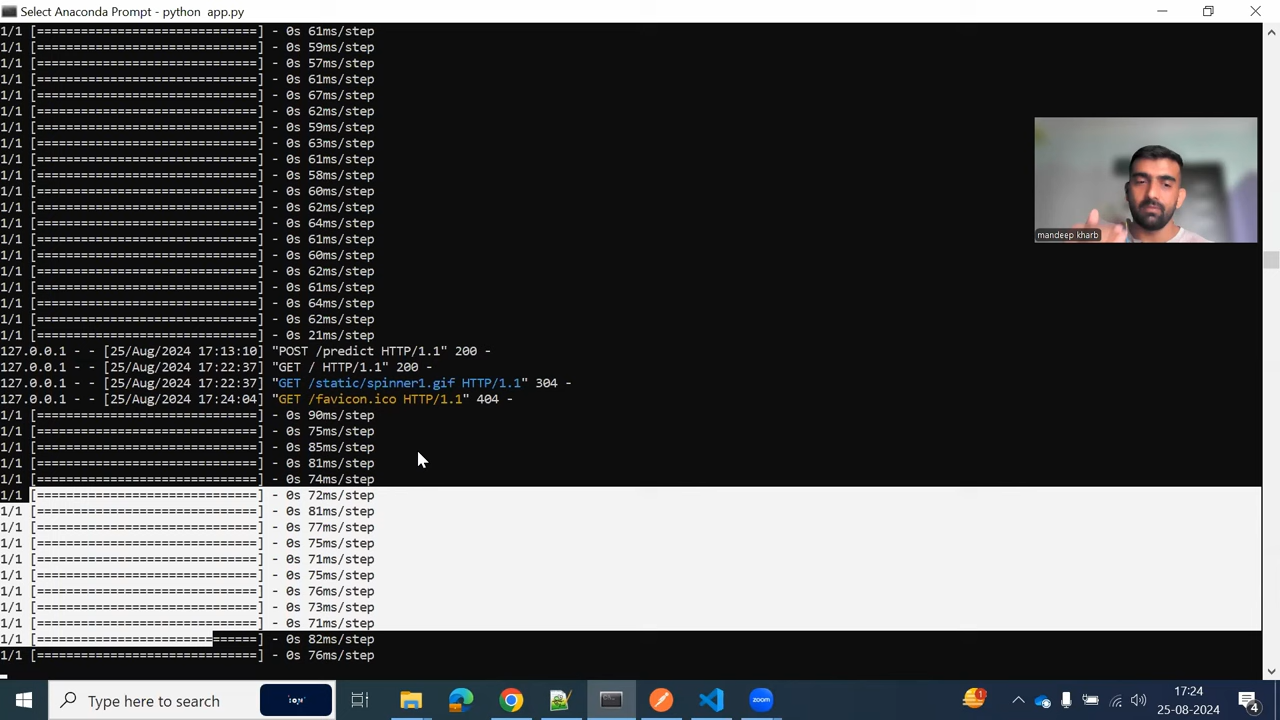 Select Anaconda Prompt - python app.py
1/1 [==============================] - 0s 61ms/step
1/1 [==============================] - 0s 59ms/step
1/1 [==============================] - 0s 57ms/step
1/1 [==============================] - 0s 61ms/step
1/1 [==============================] - 0s 67ms/step
1/1 [==============================] - 0s 62ms/step
1/1 [==============================] - 0s 59ms/step
1/1 [==============================] - 0s 63ms/step
1/1 [==============================] - 0s 61ms/step
1/1 [==============================] - 0s 58ms/step
1/1 [==============================] - 0s 60ms/step
1/1 [==============================] - 0s 62ms/step
1/1 [==============================] - 0s 64ms/step
1/1 [==============================] - 0s 61ms/step
1/1 [==============================] - 0s 60ms/step
1/1 [==============================] - 0s 62ms/step
1/1 [==============================] - 0s 61ms/step
1/1 [==============================] - 0s 64ms/step
1/1 [==============================] - 0s 62ms/step
1/1 [==============================] - 0s 21ms/step
127.0.0.1 - - [25/Aug/2024 17:13:10] "POST /predict HTTP/1.1" 200 -
127.0.0.1 - - [25/Aug/2024 17:22:37] "GET / HTTP/1.1" 200 -
127.0.0.1 - - [25/Aug/2024 17:22:37] "GET /static/spinner1.gif HTTP/1.1" 304 -
127.0.0.1 - - [25/Aug/2024 17:24:04] "GET /favicon.ico HTTP/1.1" 404 -
1/1 [==============================] - 0s 90ms/step
1/1 [==============================] - 0s 75ms/step
1/1 [==============================] - 0s 85ms/step
1/1 [==============================] - 0s 81ms/step
1/1 [==============================] - 0s 74ms/step
1/1 [==============================] - 0s 72ms/step
1/1 [==============================] - 0s 81ms/step
1/1 [==============================] - 0s 77ms/step
1/1 [==============================] - 0s 75ms/step
1/1 [==============================] - 0s 71ms/step
1/1 [==============================] - 0s 75ms/step
1/1 [==============================] - 0s 76ms/step
1/1 [==============================] - 0s 73ms/step
1/1 [==============================] - 0s 71ms/step
1/1 [==============================] - 0s 82ms/step
1/1 [==============================] - 0s 76ms/step
mandeep kharb
Type here to search
zoom
1
17:24
25-08-2024
4